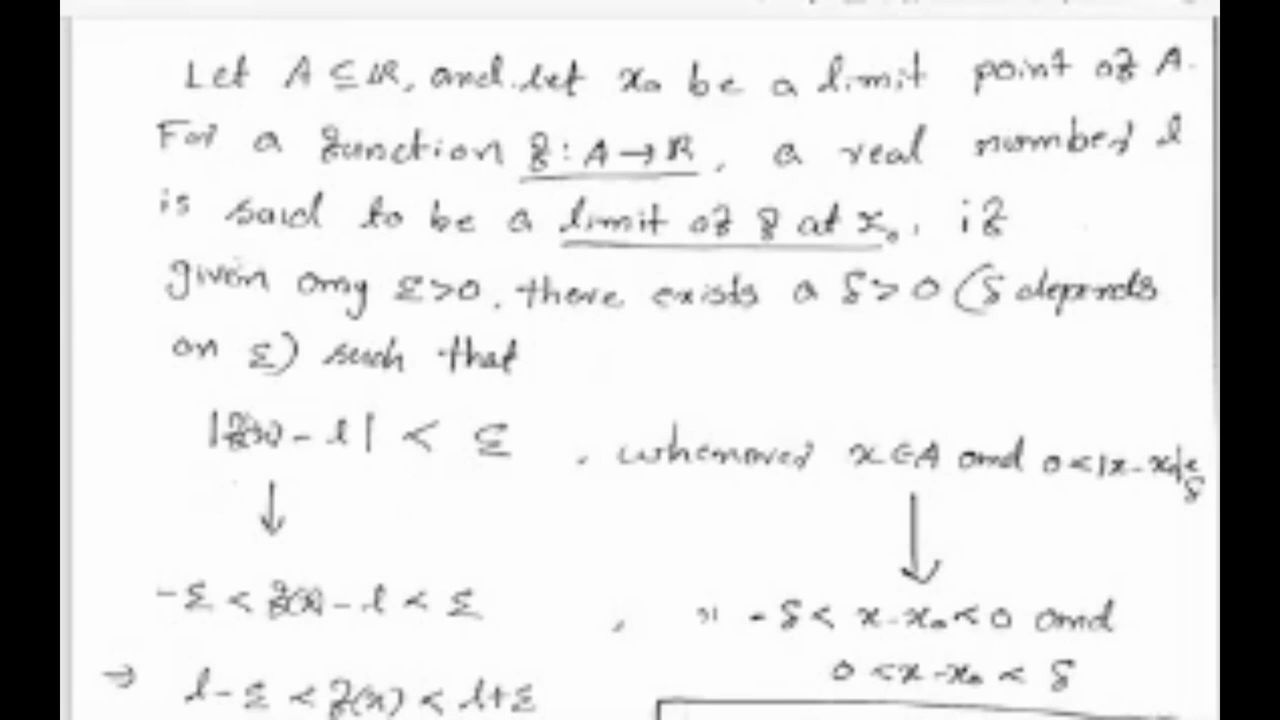 Let A ⊆ ℝ, and let x₀ be a limit point of A.
For a function f : A → ℝ, a real number l
is said to be a limit of f at x₀, if
given any ε>0, there exists a δ>0 (δ depends
on ε) such that
|f(x) - l| < ε , whenever x∈A and 0<|x-x₀|<δ
↓ ↓
-ε < f(x) - l < ε , " -δ < x-x₀ < 0 and
0 < x-x₀ < δ
⇒ l-ε < f(x) < l+ε